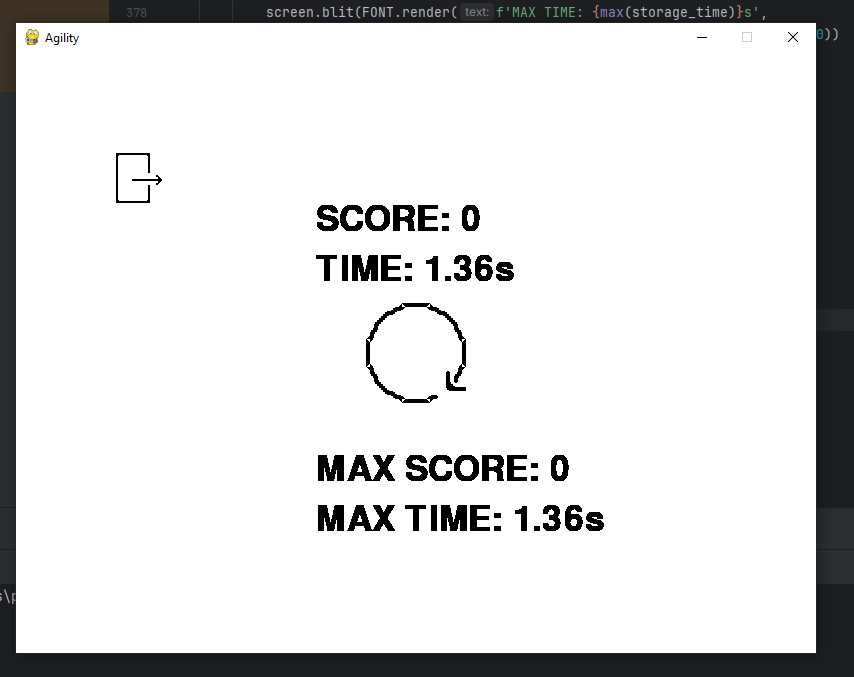 378 screen.blit(FONT.render( text: f'MAX TIME: {max(storage_time)}s',
Agility
0))
SCORE: 0
TIME: 1.36s
MAX SCORE: 0
MAX TIME: 1.36s
s\p